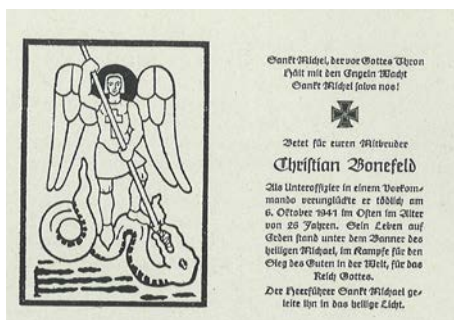 Sankt Michel, der vor Gottes Thron
Hält mit den Engeln Wacht
Sankt Michel salva nos!
Betet für euren Mitbruder
Christian Bonefeld
Als Unteroffizier in einem Vorkom-
mando verunglückte er tödlich am
6. Oktober 1941 im Osten im Alter
von 26 Jahren. Sein Leben auf
Erden stand unter dem Banner des
heiligen Michael, im Kampfe für den
Sieg des Guten in der Welt, für das
Reich Gottes.
Der Heerführer Sankt Michael ge-
leite ihn in das heilige Licht.